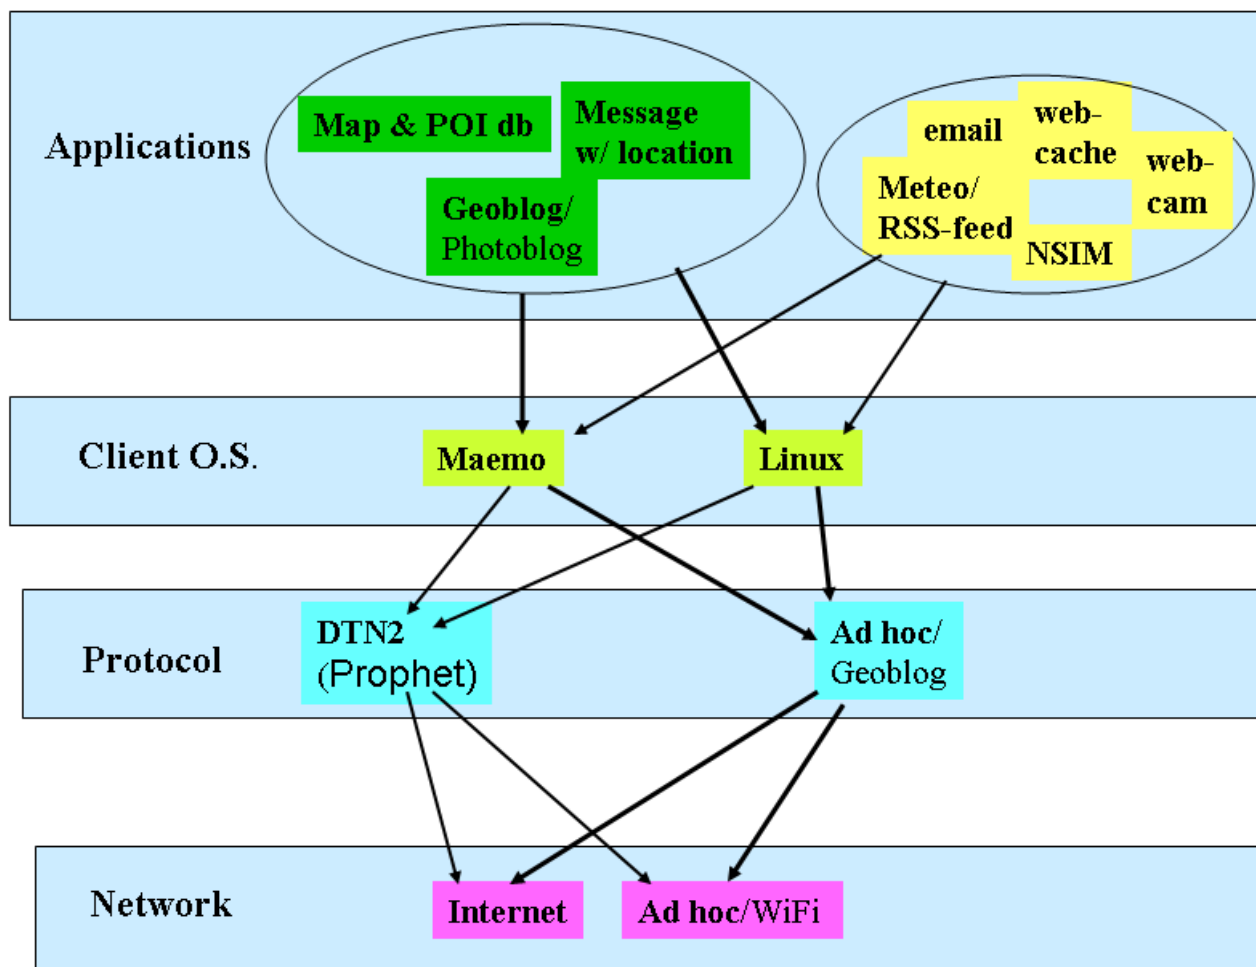 Applications
Map & POI db
Message
w/ location
Geoblog/
Photoblog
email
web-
cache
web-
cam
Meteo/
RSS-feed
NSIM
Client O.S.
Maemo
Linux
Protocol
DTN2
(Prophet)
Ad hoc/
Geoblog
Network
Internet
Ad hoc/WiFi